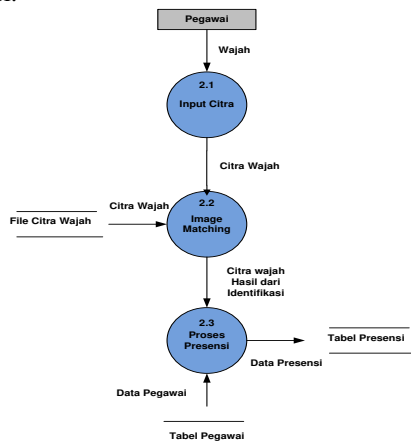 Pegawai
Wajah
2.1
Input Citra
Citra Wajah
Citra Wajah
File Citra Wajah
2.2
Image
Matching
Citra wajah
Hasil dari
Identifikasi
2.3
Proses
Presensi
Tabel Presensi
Data Presensi
Data Pegawai
Tabel Pegawai